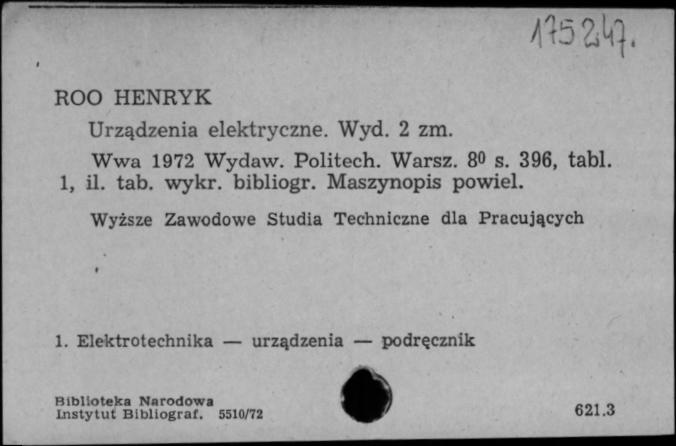 175247.
ROO HENRYK
Urządzenia elektryczne. Wyd. 2 zm.
Wwa 1972 Wydaw. Politech. Warsz. 8⁰ s. 396, tabl.
1, il. tab. wykr. bibliogr. Maszynopis powiel.
Wyższe Zawodowe Studia Techniczne dla Pracujących
1. Elektrotechnika — urządzenia — podręcznik
Biblioteka Narodowa
Instytut Bibliograf. 5510/72
621.3